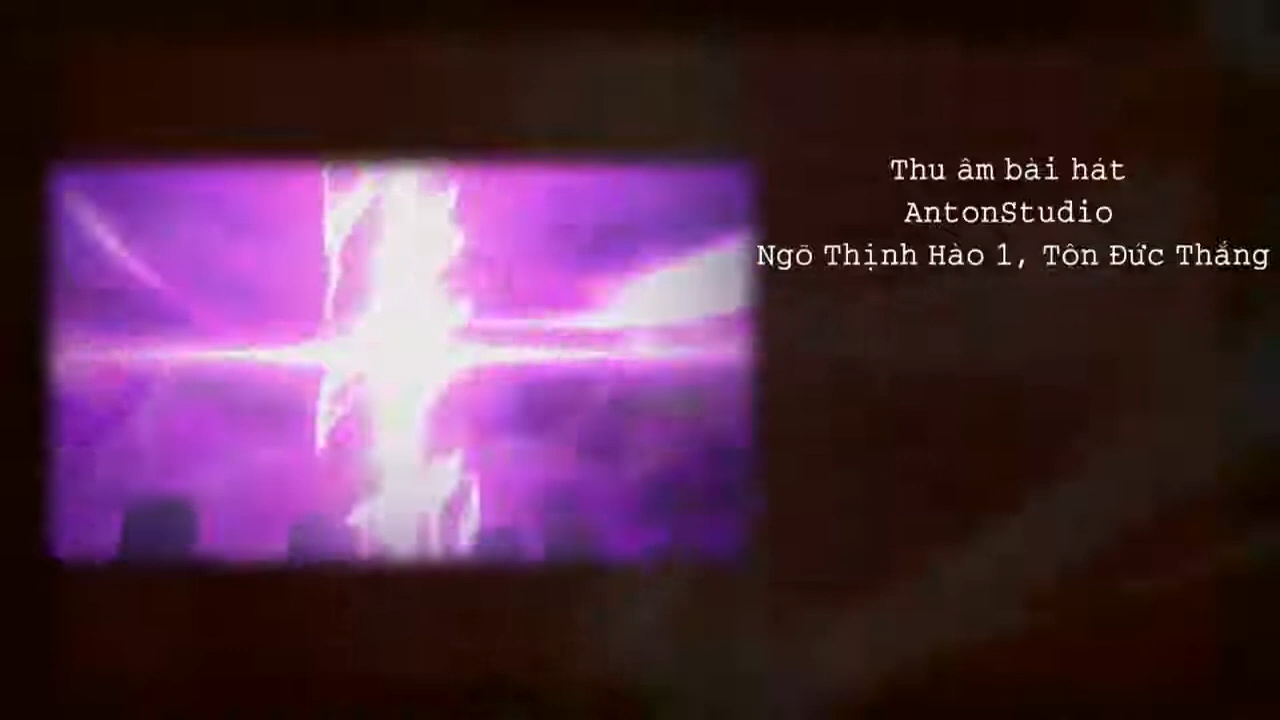 Thu âm bài hát
AntonStudio
Ngõ Thịnh Hào 1, Tôn Đức Thắng